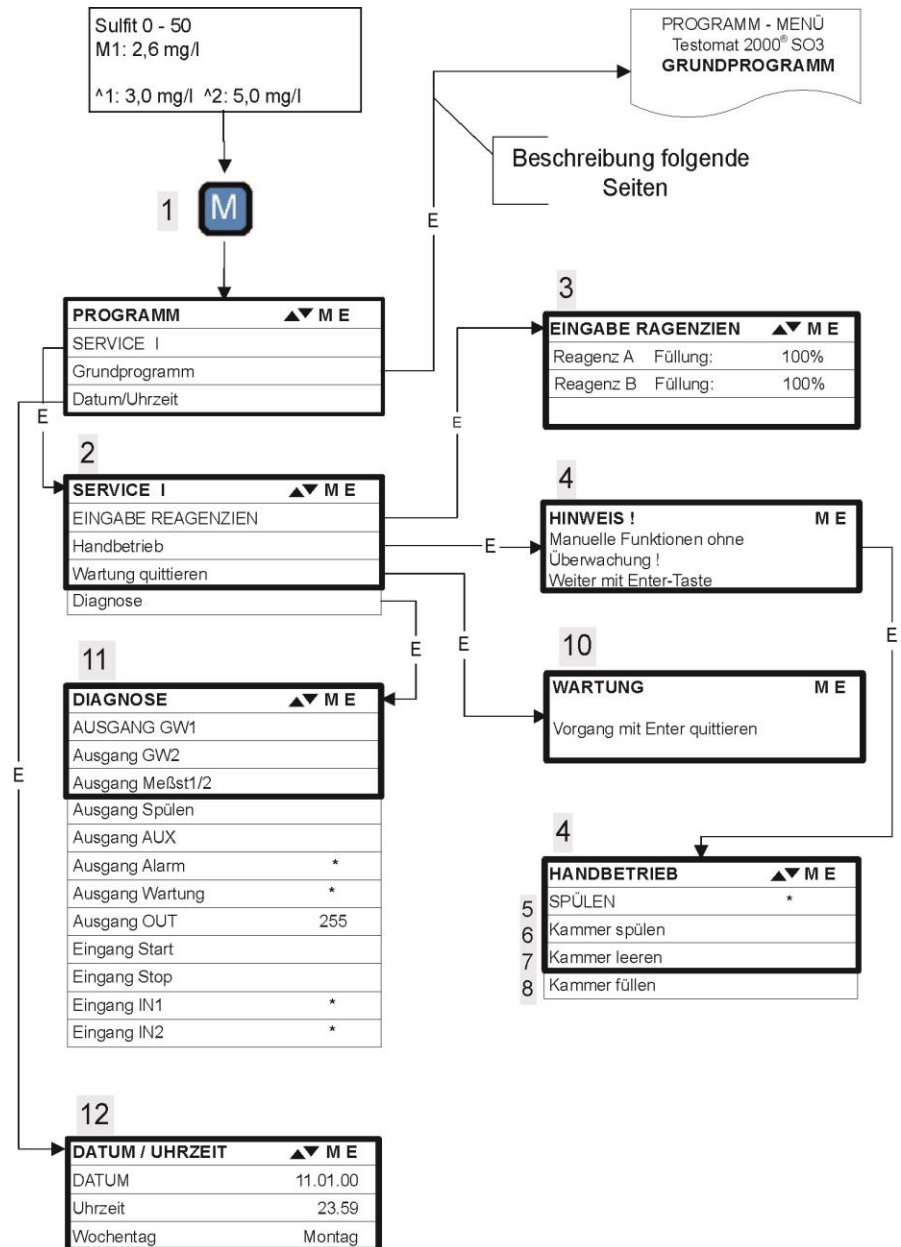 Sulfit 0 - 50
M1: 2,6 mg/l
^1: 3,0 mg/l ^2: 5,0 mg/l
PROGRAMM - MENÜ
Testomat 2000® SO3
GRUNDPROGRAMM
Beschreibung folgende
Seiten
1
M
E
PROGRAMM ▲▼ M E
SERVICE I
Grundprogramm
Datum/Uhrzeit
E
E
3
EINGABE RAGENZIEN ▲▼ M E
Reagenz A Füllung: 100%
Reagenz B Füllung: 100%
2
SERVICE I ▲▼ M E
EINGABE REAGENZIEN
Handbetrieb
Wartung quittieren
Diagnose
E
4
HINWEIS ! M E
Manuelle Funktionen ohne
Überwachung !
Weiter mit Enter-Taste
E
E
E
10
WARTUNG M E
Vorgang mit Enter quittieren
11
DIAGNOSE ▲▼ M E
AUSGANG GW1
Ausgang GW2
Ausgang Meßst1/2
Ausgang Spülen
Ausgang AUX
Ausgang Alarm *
Ausgang Wartung *
Ausgang OUT 255
Eingang Start
Eingang Stop
Eingang IN1 *
Eingang IN2 *
E
4
HANDBETRIEB ▲▼ M E
5 SPÜLEN *
6 Kammer spülen
7 Kammer leeren
8 Kammer füllen
12
DATUM / UHRZEIT ▲▼ M E
DATUM 11.01.00
Uhrzeit 23.59
Wochentag Montag